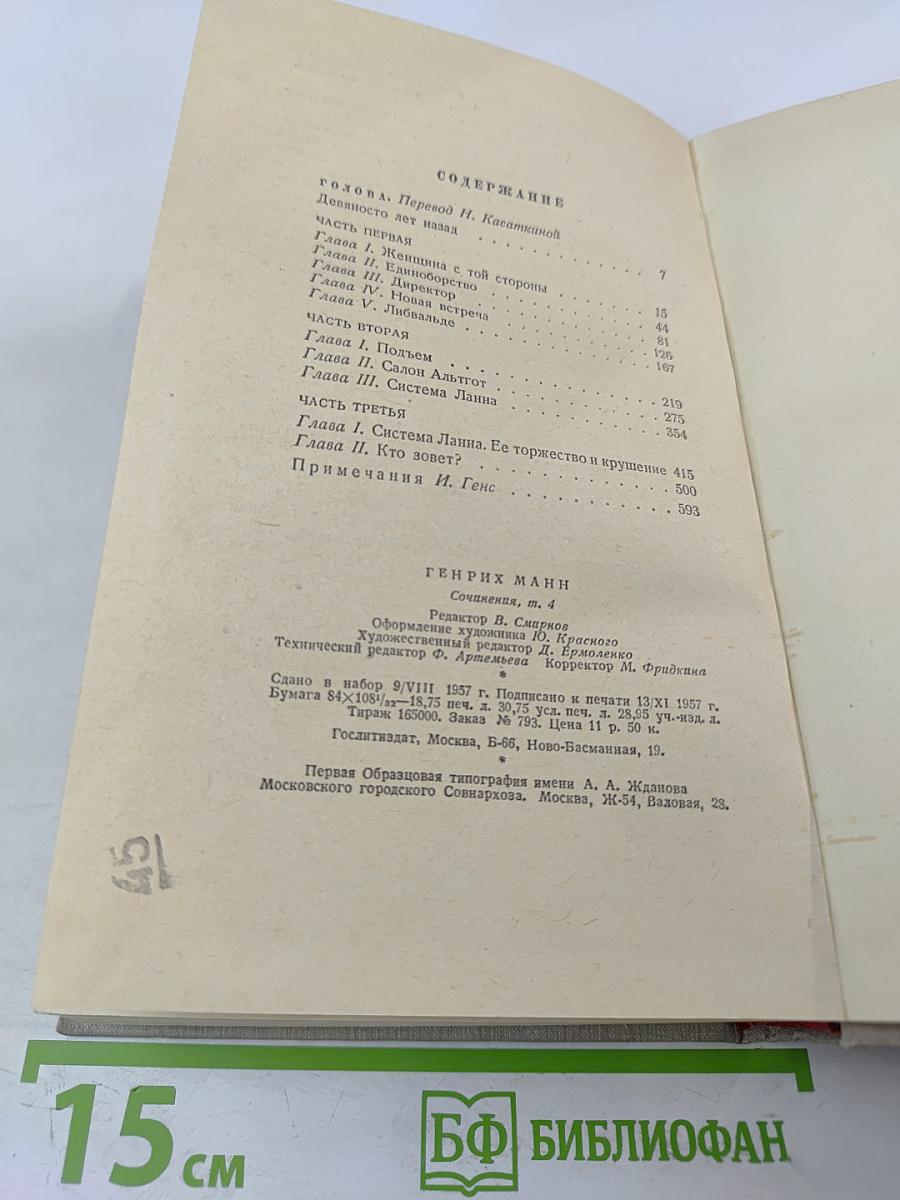 СОДЕРЖАНИЕ
ГОЛОВА. Перевод Н. Касаткиной
Девяносто лет назад . . . . . . . . . . 7
ЧАСТЬ ПЕРВАЯ
Глава I. Женщина с той стороны . . . . . 15
Глава II. Единоборство . . . . . . . . . 44
Глава III. Директор . . . . . . . . . . 81
Глава IV. Новая встреча . . . . . . . . 126
Глава V. Либвальде . . . . . . . . . . 167
ЧАСТЬ ВТОРАЯ
Глава I. Подъем . . . . . . . . . . . . 219
Глава II. Салон Альтгот . . . . . . . . 275
Глава III. Система Ланна . . . . . . . . 354
ЧАСТЬ ТРЕТЬЯ
Глава I. Система Ланна. Ее торжество и крушение 415
Глава II. Кто зовет? . . . . . . . . . . 500
Примечания И. Генс . . . . . . . . . . 593
ГЕНРИХ МАНН
Сочинения, т. 4
Редактор В. Смирнов
Оформление художника Ю. Красного
Художественный редактор Д. Ермоленко
Технический редактор Ф. Артемьева Корректор М. Фридкина
*
Сдано в набор 9/VIII 1957 г. Подписано к печати 13/XI 1957 г.
Бумага 84×108¹/₃₂—18,75 печ. л. 30,75 усл. печ. л. 28,95 уч.-изд. л.
Тираж 165000. Заказ № 793. Цена 11 р. 50 к.
Гослитиздат, Москва, Б-66, Ново-Басманная, 19.
*
Первая Образцовая типография имени А. А. Жданова
Московского городского Совнархоза. Москва, Ж-54, Валовая, 28.
45
15 см
БФ БИБЛИОФАН